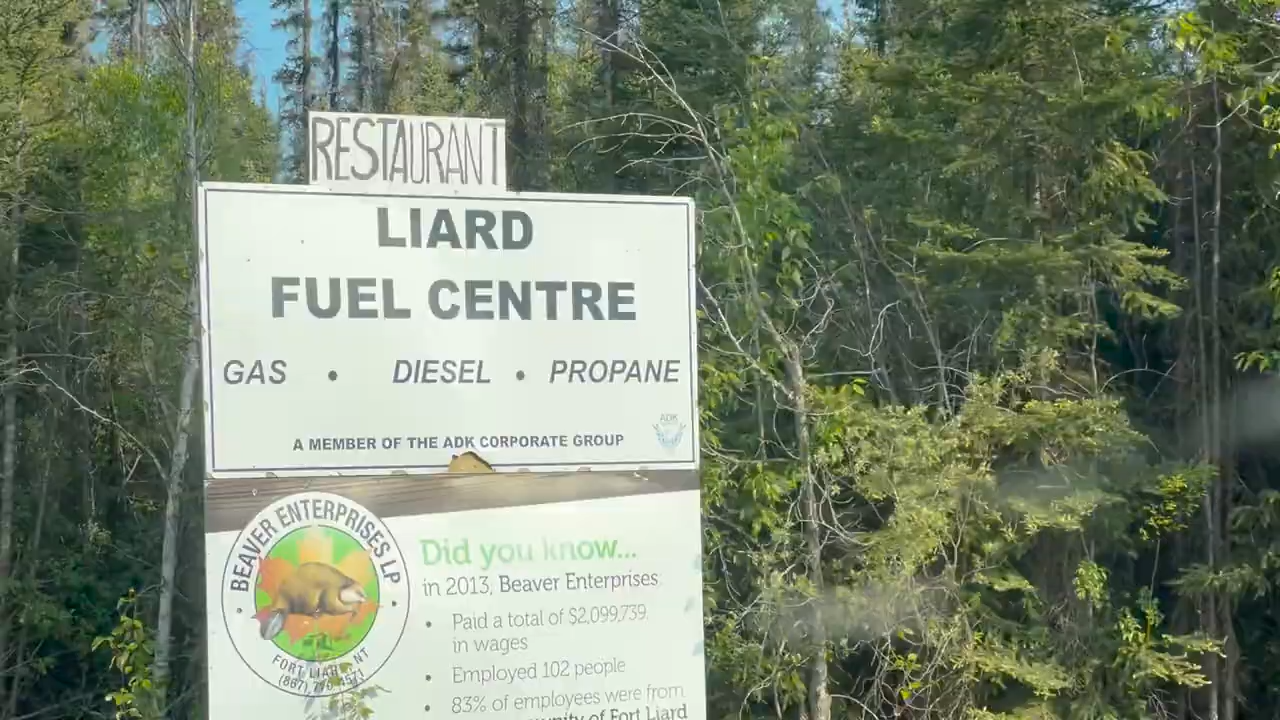 RESTAURANT
LIARD
FUEL CENTRE
GAS • DIESEL • PROPANE
ADK
A MEMBER OF THE ADK CORPORATE GROUP
BEAVER ENTERPRISES LP
FORT LIARD, NT
Did you know...
in 2013, Beaver Enterprises:
• Paid a total of $2,099,739.
in wages
• Employed 102 people
• 83% of employees were from
of Fort Liard